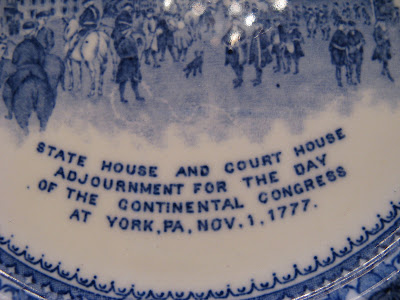 STATE HOUSE AND COURT HOUSE
ADJOURNMENT FOR THE DAY
OF THE CONTINENTAL CONGRESS
AT YORK, PA, NOV. 1. 1777.